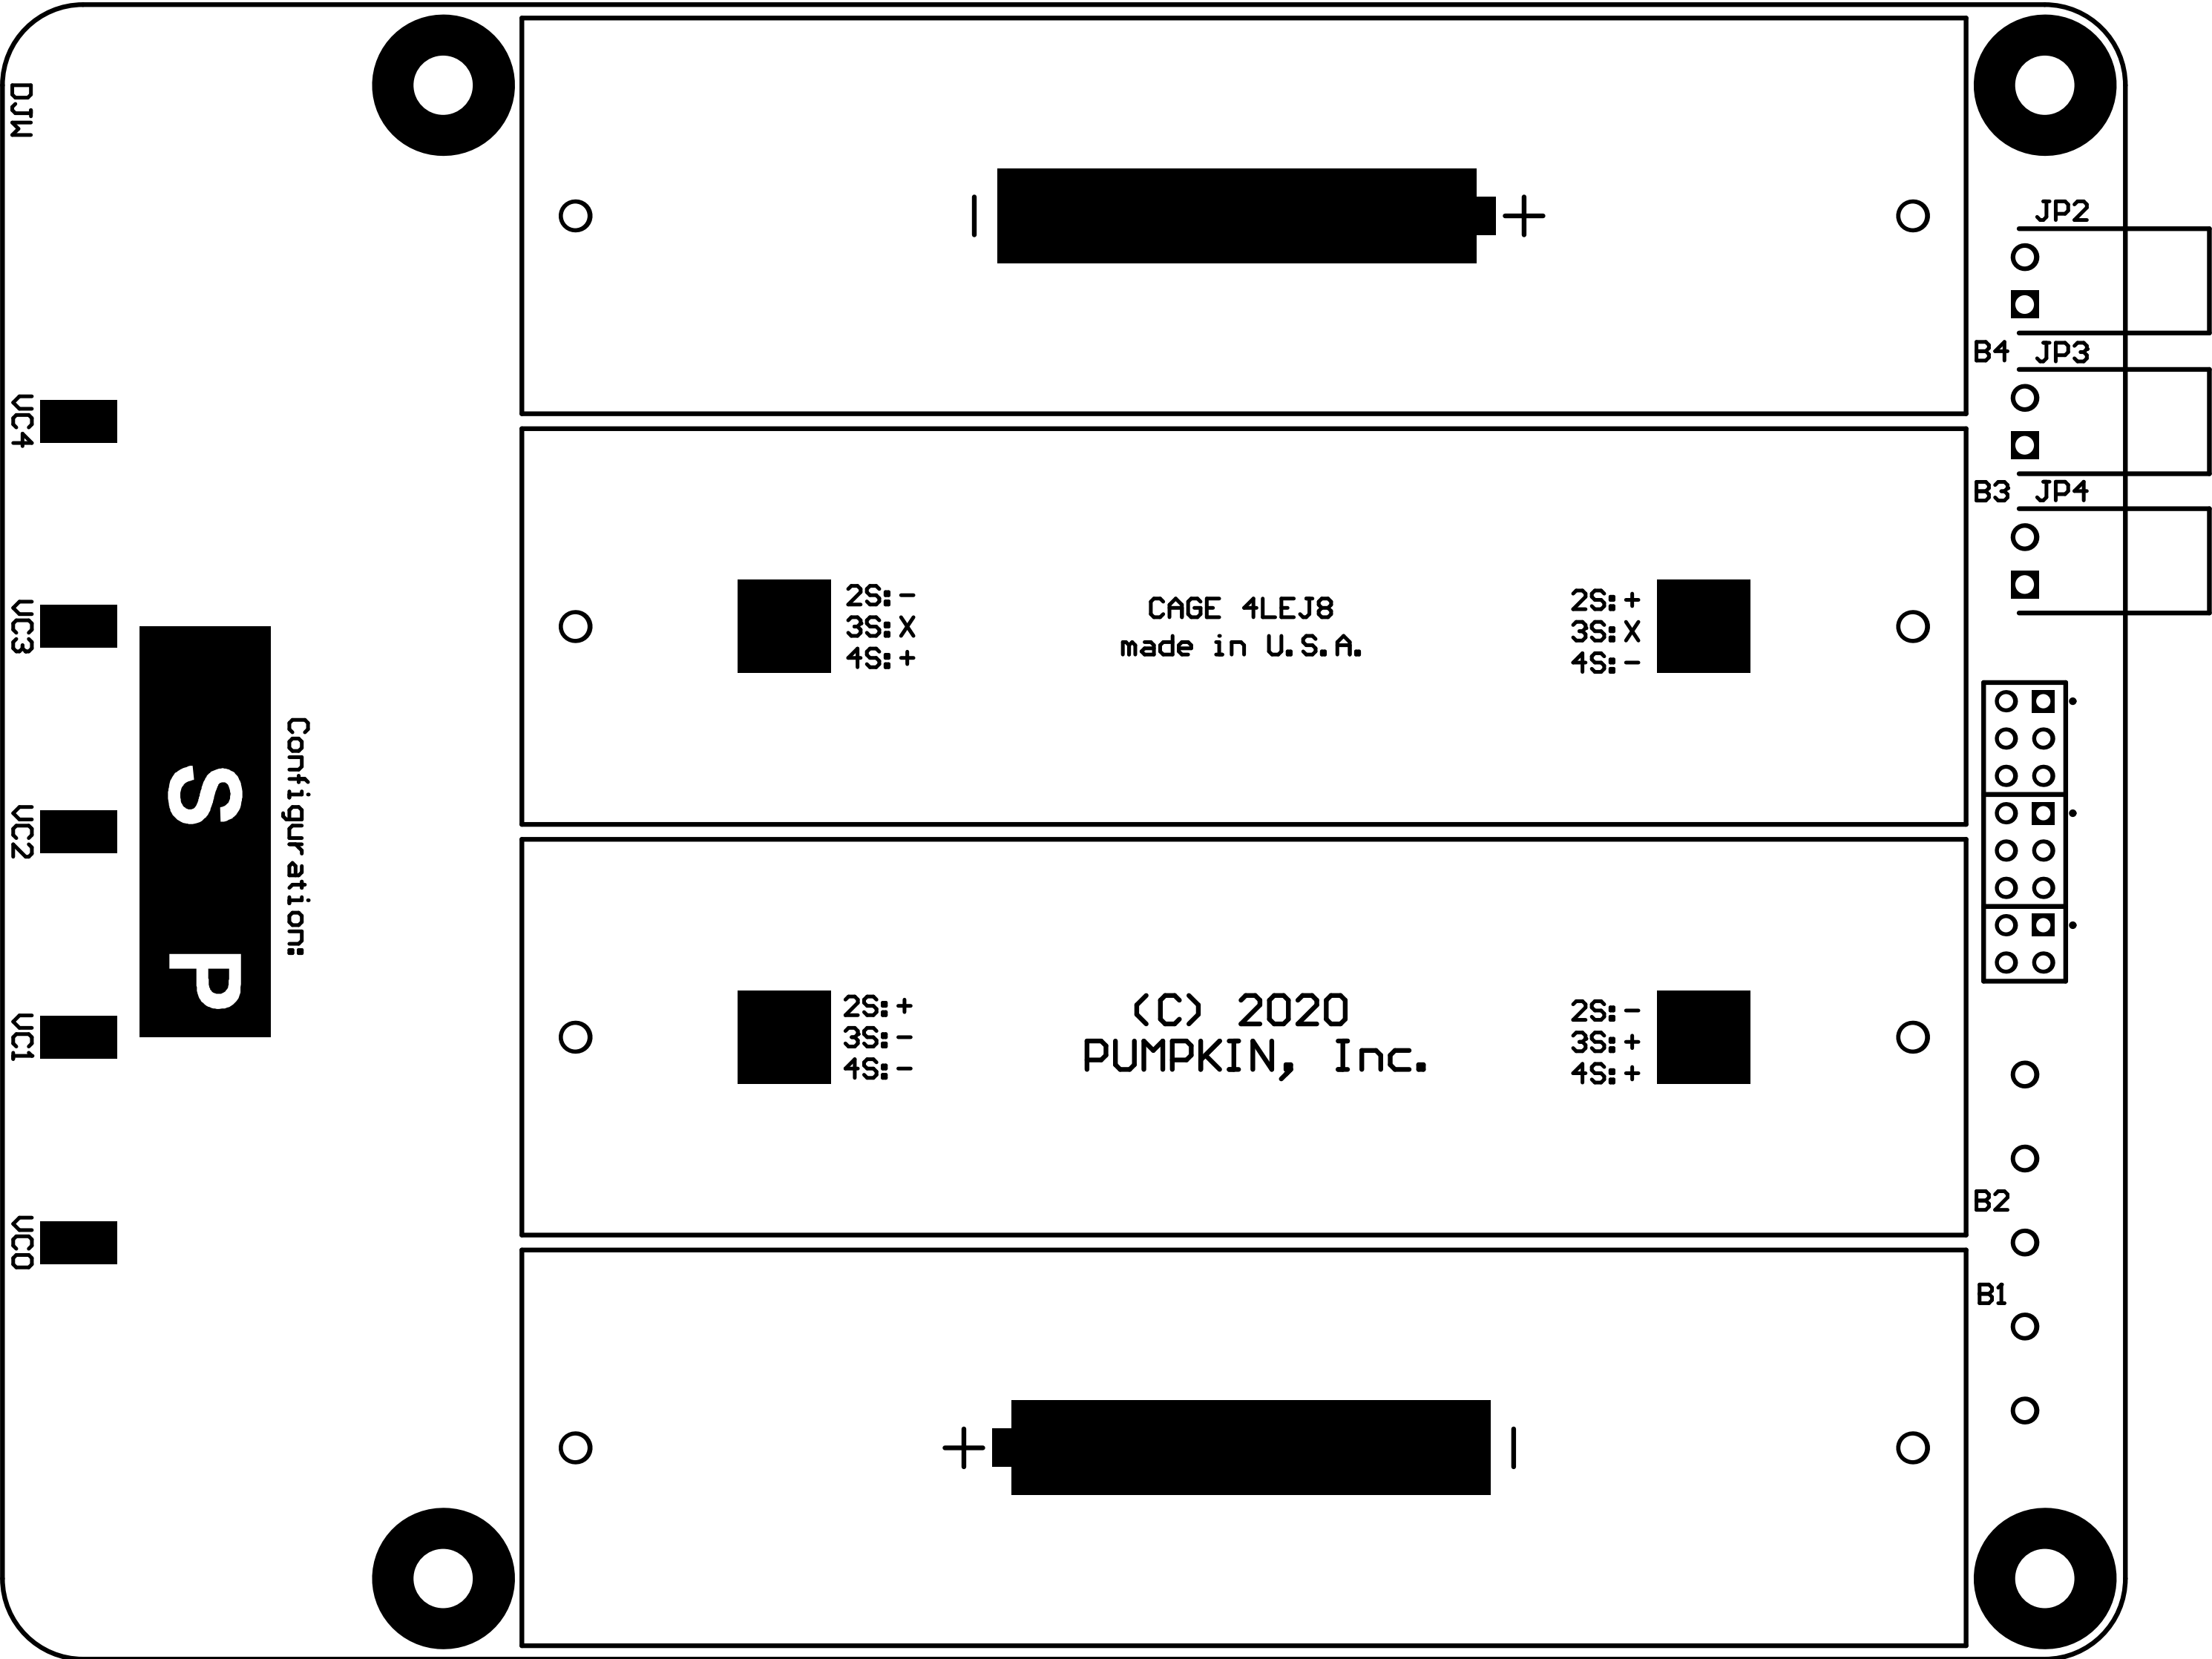 DJW
JP2
B4 JP3
VC4
B3 JP4
2S:-
3S:X
4S:+
CAGE 4LEJ8
made in U.S.A.
2S:+
3S:X
4S:-
VC3
Configuration:
S P
VC2
2S:+
3S:-
4S:-
(C) 2020
PUMPKIN, Inc.
2S:-
3S:+
4S:+
VC1
B2
VC0
B1
- +
+ -